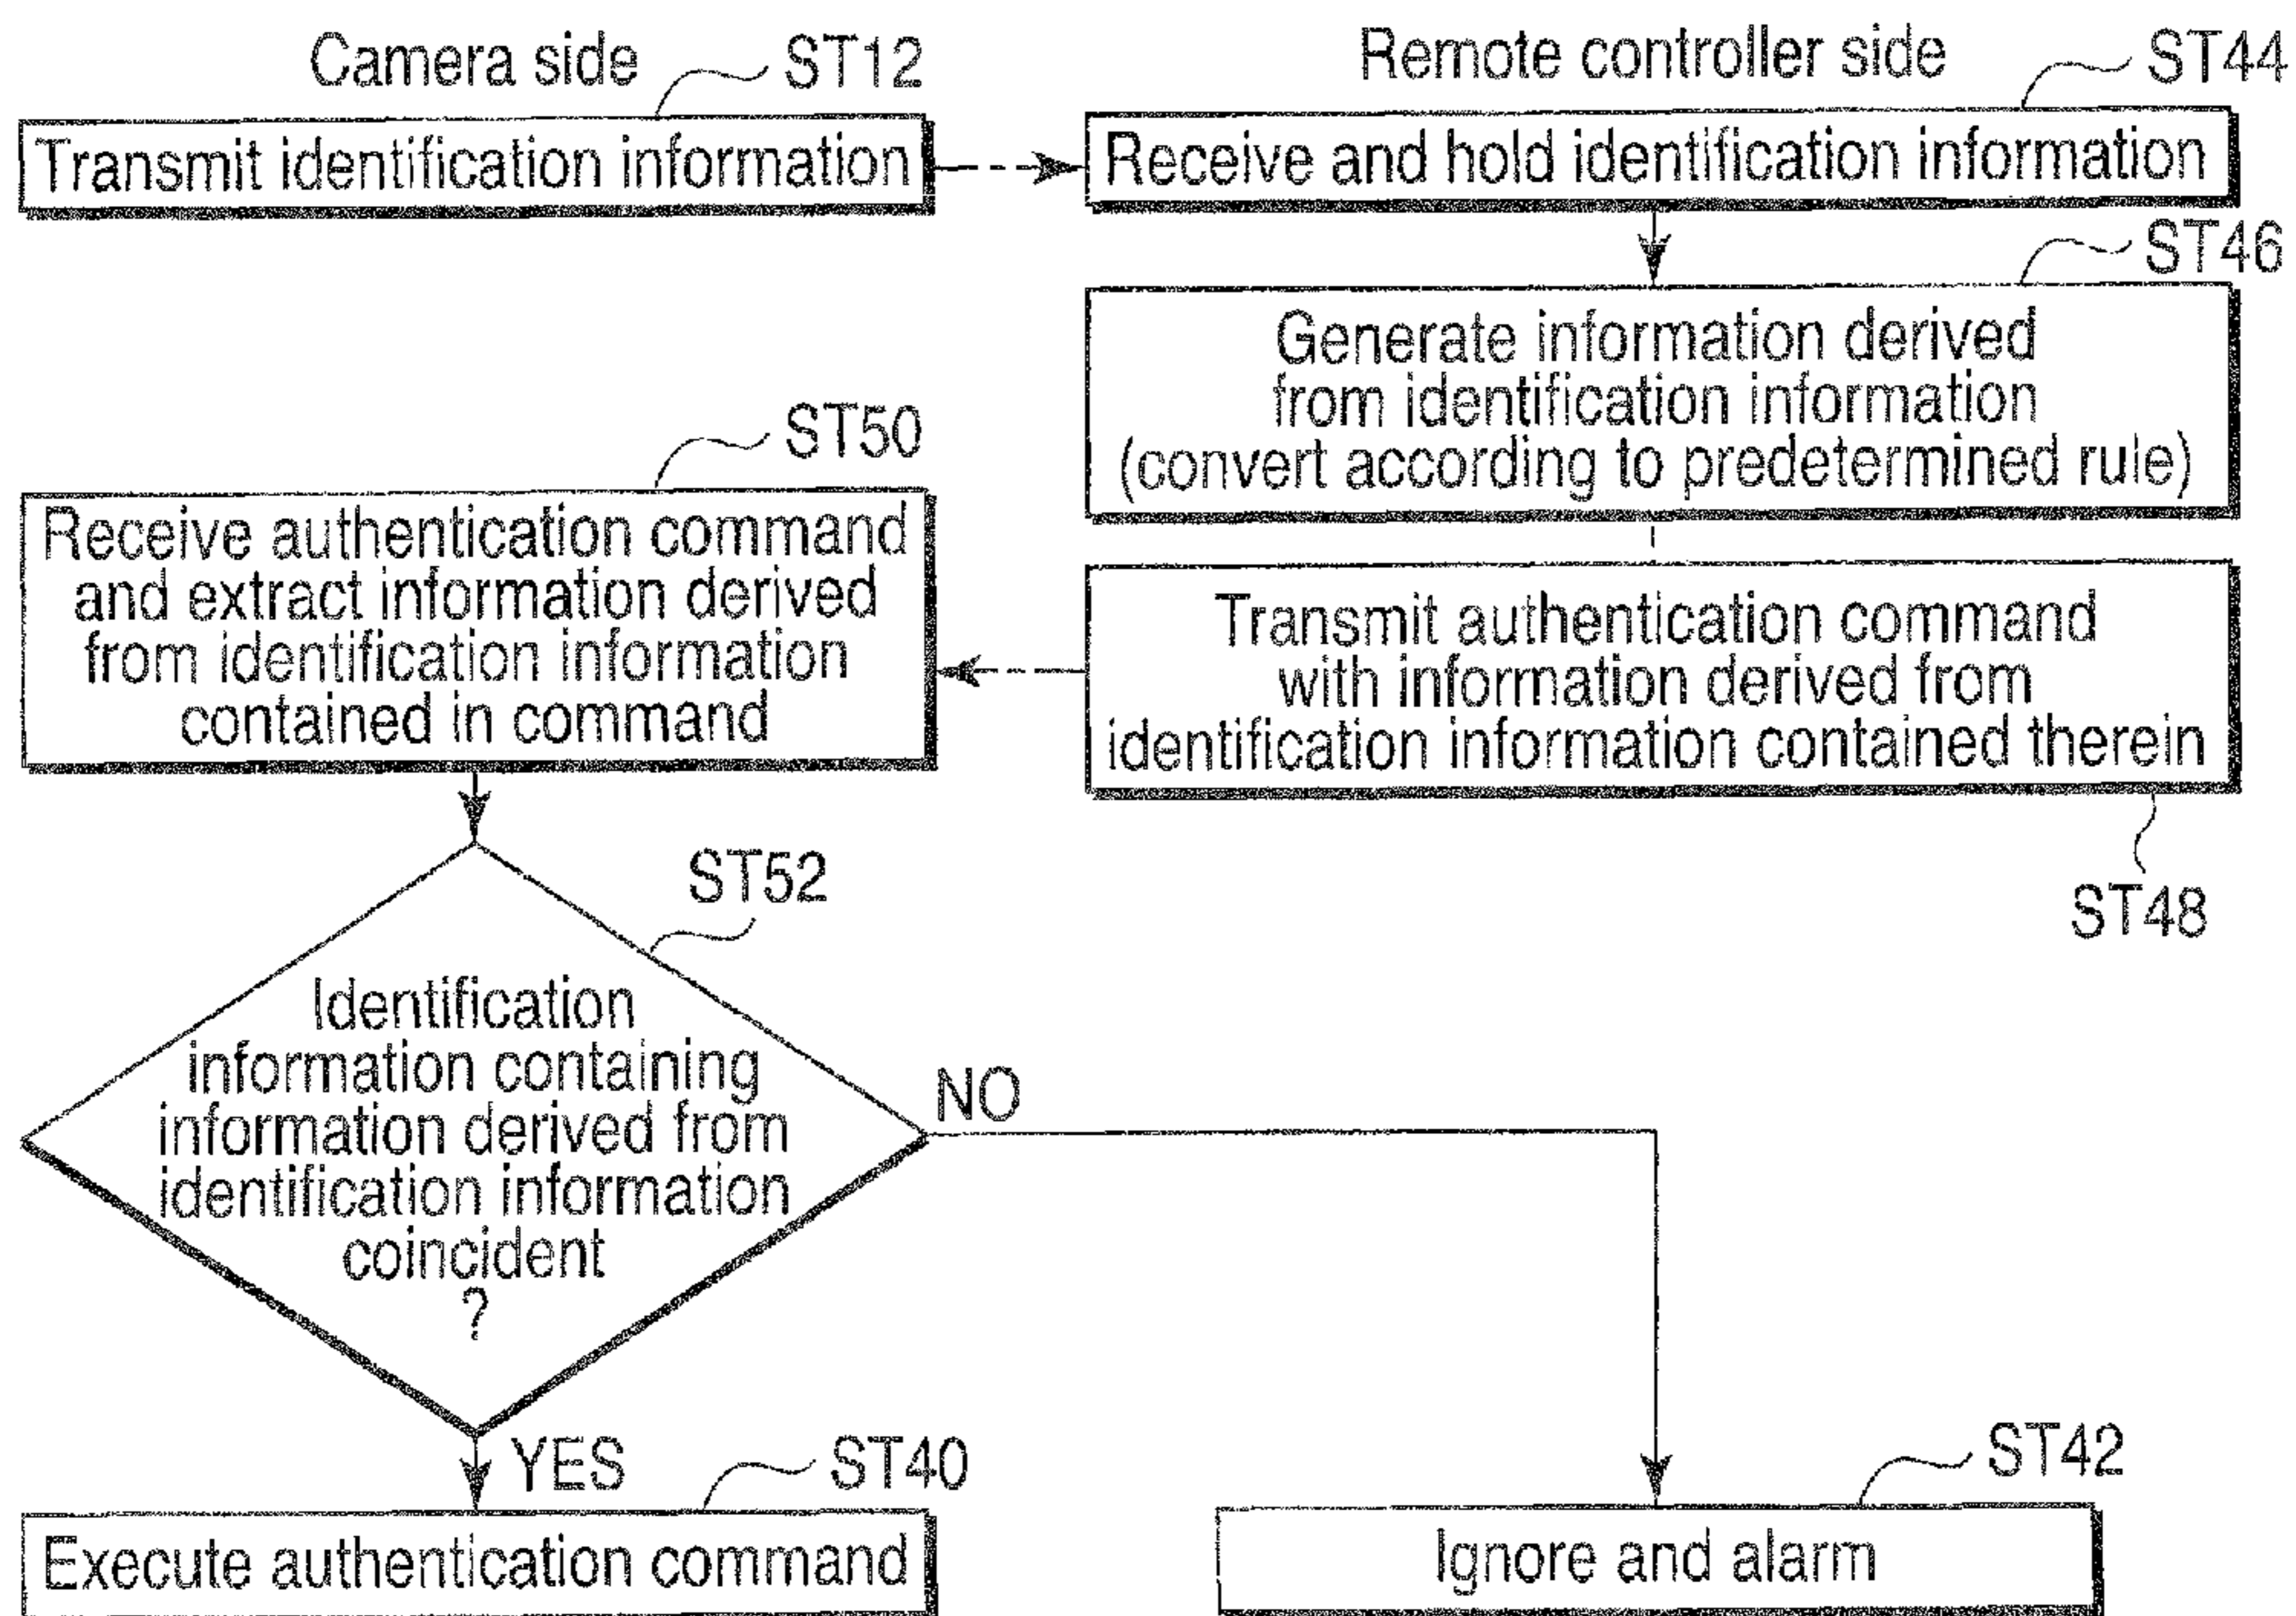 Camera side
ST12
Remote controller side
ST44
Transmit identification information
Receive and hold identification information
ST46
Generate information derived
from identification information
(convert according to predetermined rule)
ST50
Receive authentication command
and extract information derived
from identification information
contained in command
Transmit authentication command
with information derived from
identification information contained therein
ST48
ST52
Identification
information containing
information derived from
identification information
coincident
?
NO
YES
ST40
Execute authentication command
ST42
Ignore and alarm